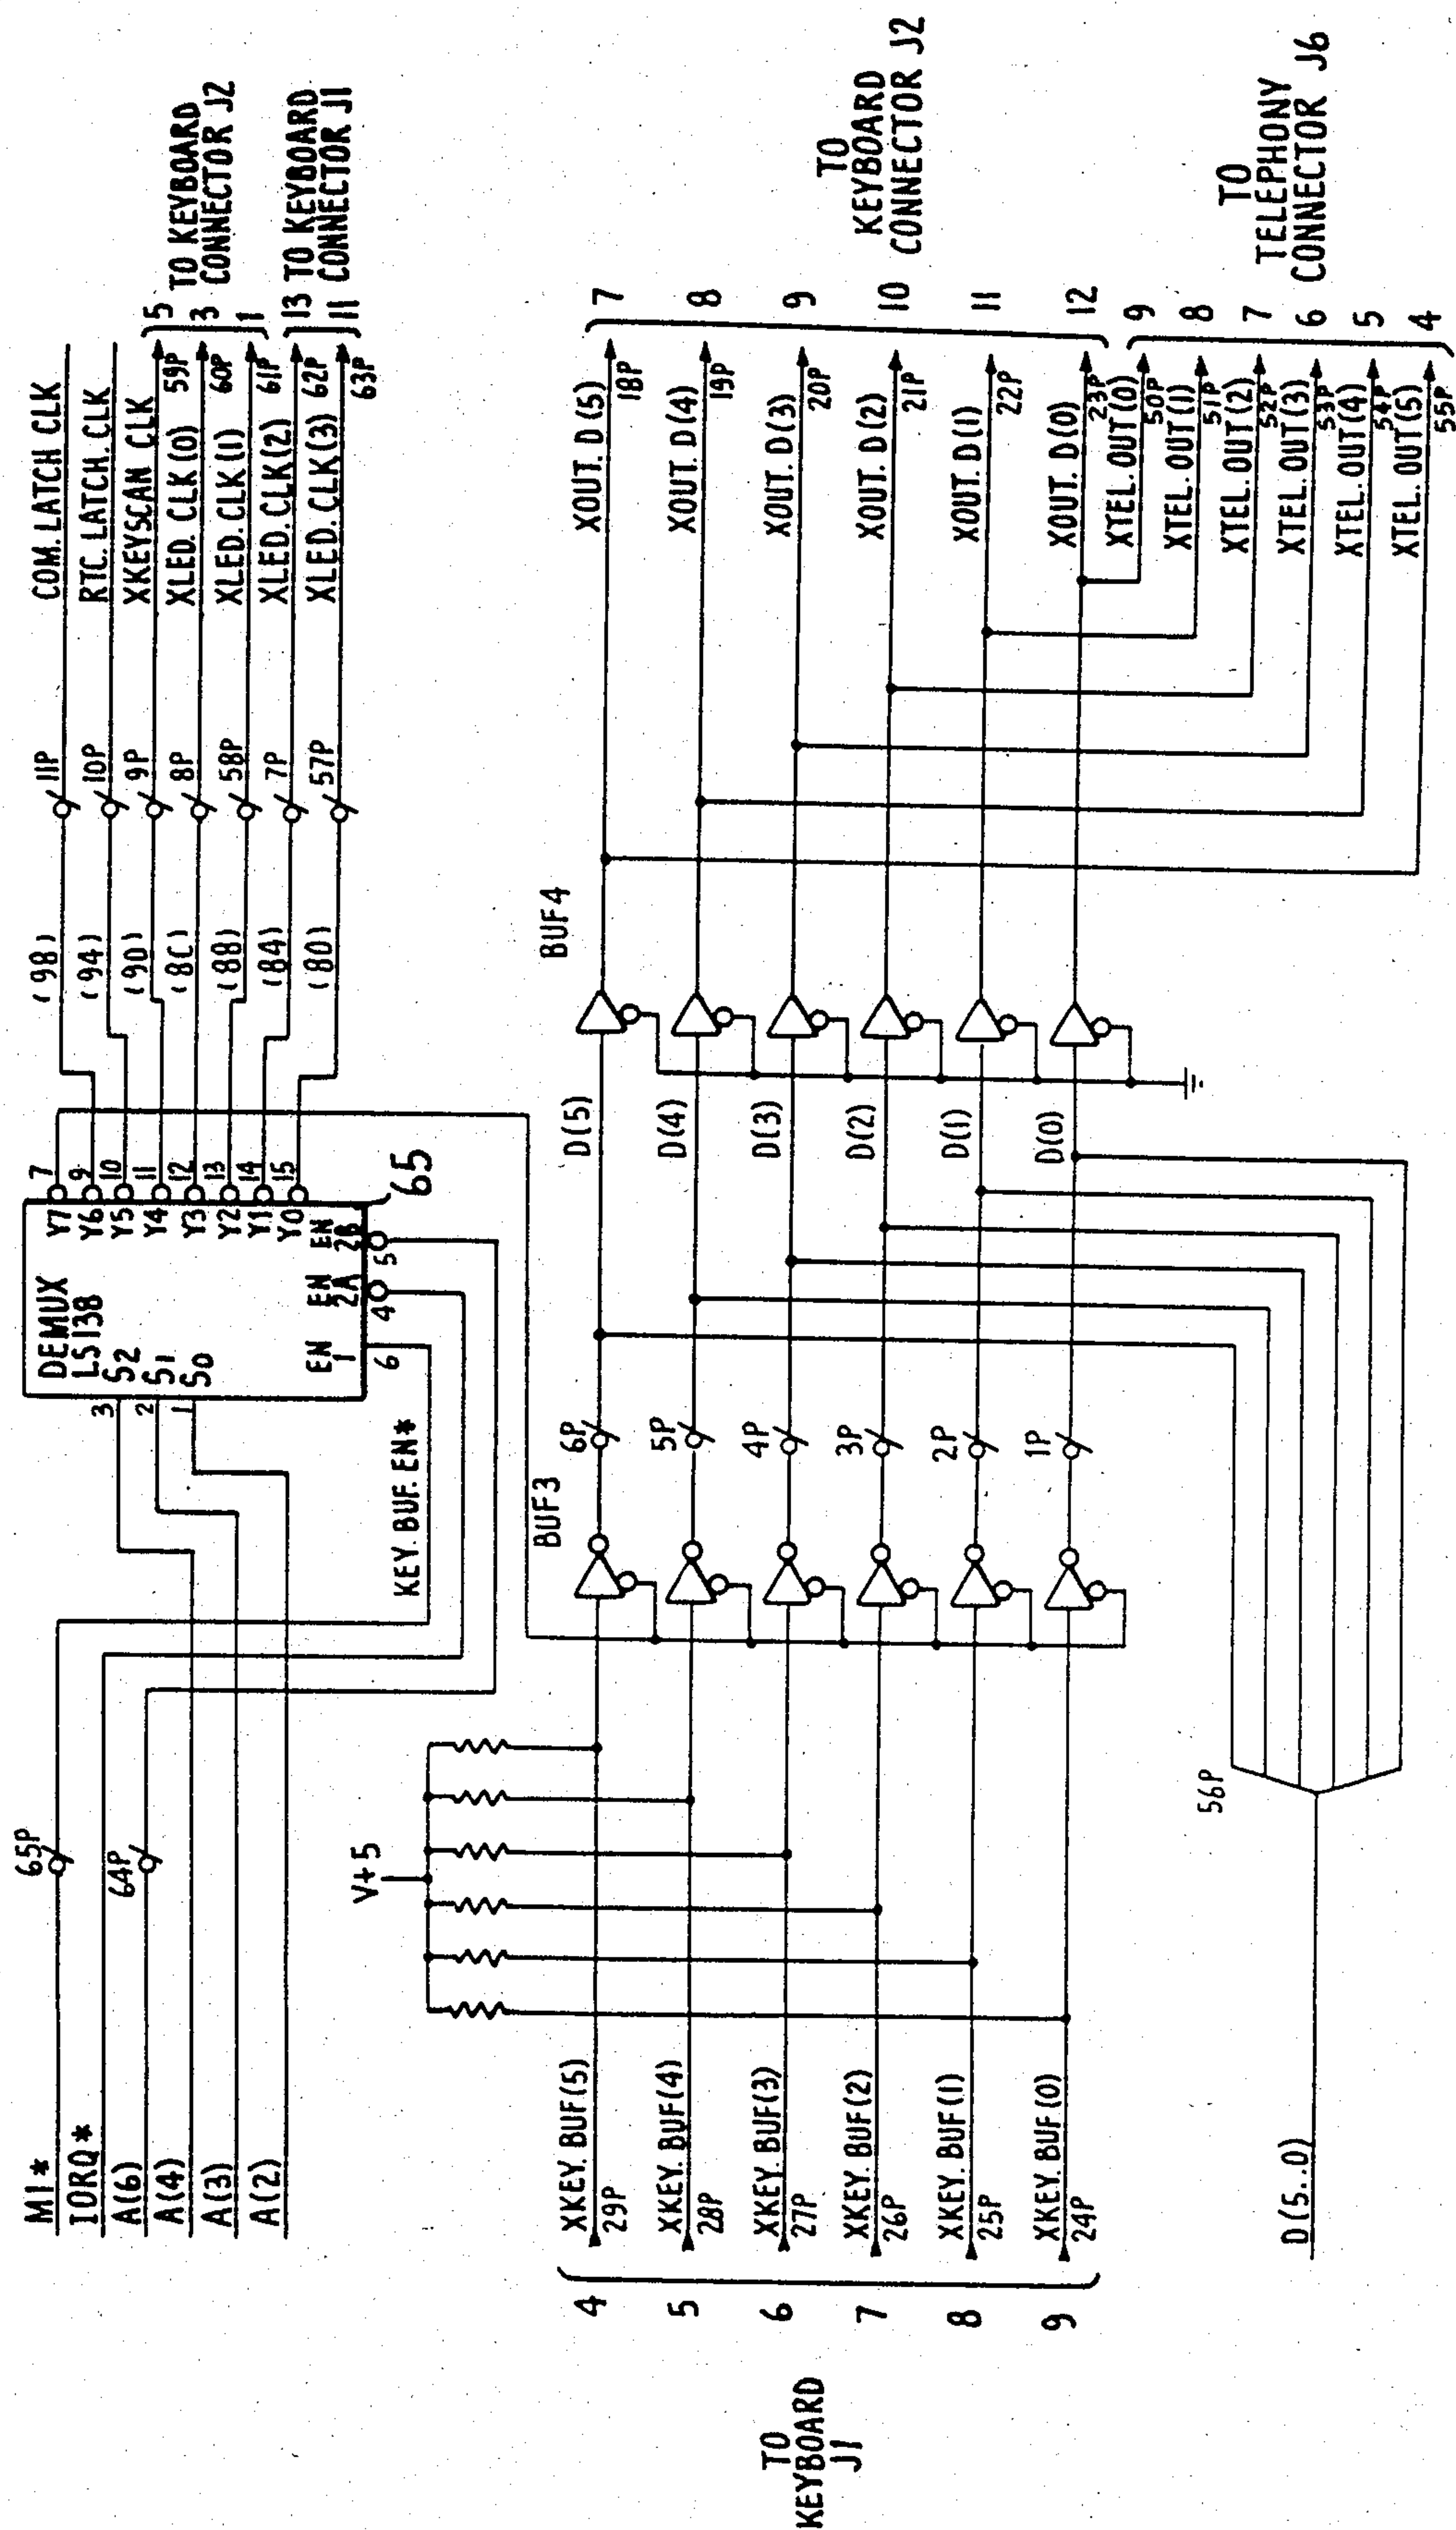 M1*
IORQ*
A(6)
A(4)
A(3)
A(2)
65P
64P
KEY. BUF. EN*
DEMUX
LS138
S2
S1
S0
3
2
1
EN
1
EN
2A
EN
2B
6
4
5
65
Y7
Y6
Y5
Y4
Y3
Y2
Y1
Y0
7
9
10
11
12
13
14
15
(98)
(94)
(90)
(8C)
(88)
(84)
(80)
11P
10P
9P
8P
58P
7P
57P
COM. LATCH CLK
RTC. LATCH. CLK
XKEYSCAN CLK
XLED. CLK (0)
XLED. CLK (1)
XLED. CLK (2)
XLED. CLK (3)
59P
60P
61P
62P
63P
5
3
1
TO KEYBOARD
CONNECTOR J2
13
11
TO KEYBOARD
CONNECTOR J1
V+5
TO
KEYBOARD
J1
4
5
6
7
8
9
XKEY. BUF(5)
29P
XKEY. BUF(4)
28P
XKEY. BUF(3)
27P
XKEY. BUF(2)
26P
XKEY. BUF(1)
25P
XKEY. BUF(0)
24P
BUF3
6P
5P
4P
3P
2P
1P
D(5)
D(4)
D(3)
D(2)
D(1)
D(0)
BUF4
XOUT. D(5)
18P
XOUT. D(4)
19P
XOUT. D(3)
20P
XOUT. D(2)
21P
XOUT. D(1)
22P
XOUT. D(0)
23P
7
8
9
10
11
12
TO
KEYBOARD
CONNECTOR J2
XTEL. OUT(0)
50P
XTEL. OUT(1)
51P
XTEL. OUT(2)
52P
XTEL. OUT(3)
53P
XTEL. OUT(4)
54P
XTEL. OUT(5)
55P
9
8
7
6
5
4
TO
TELEPHONY
CONNECTOR J6
56P
D(5..0)